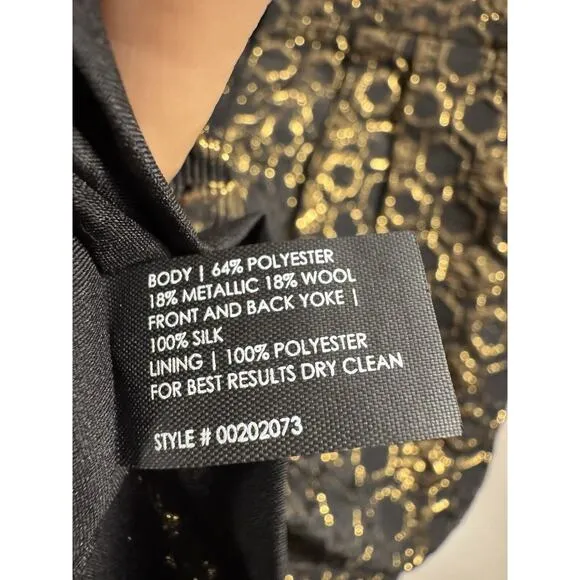 BODY | 64% POLYESTER
18% METALLIC 18% WOOL
FRONT AND BACK YOKE |
100% SILK
LINING | 100% POLYESTER
FOR BEST RESULTS DRY CLEAN
STYLE # 00202073